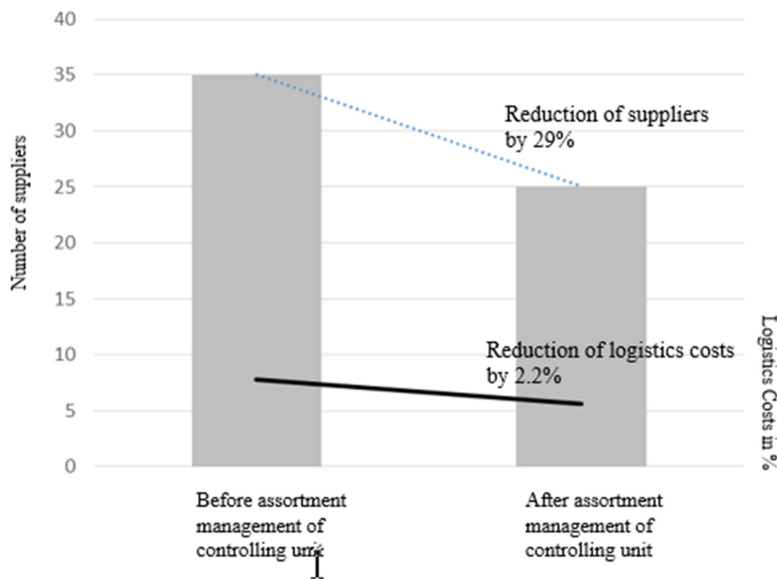 40
35
30
25
20
15
10
5
0
Number of suppliers
Reduction of suppliers
by 29%
Reduction of logistics costs
by 2.2%
Logistics Costs in %
Before assortment
management of
controlling unit
After assortment
management of
controlling unit